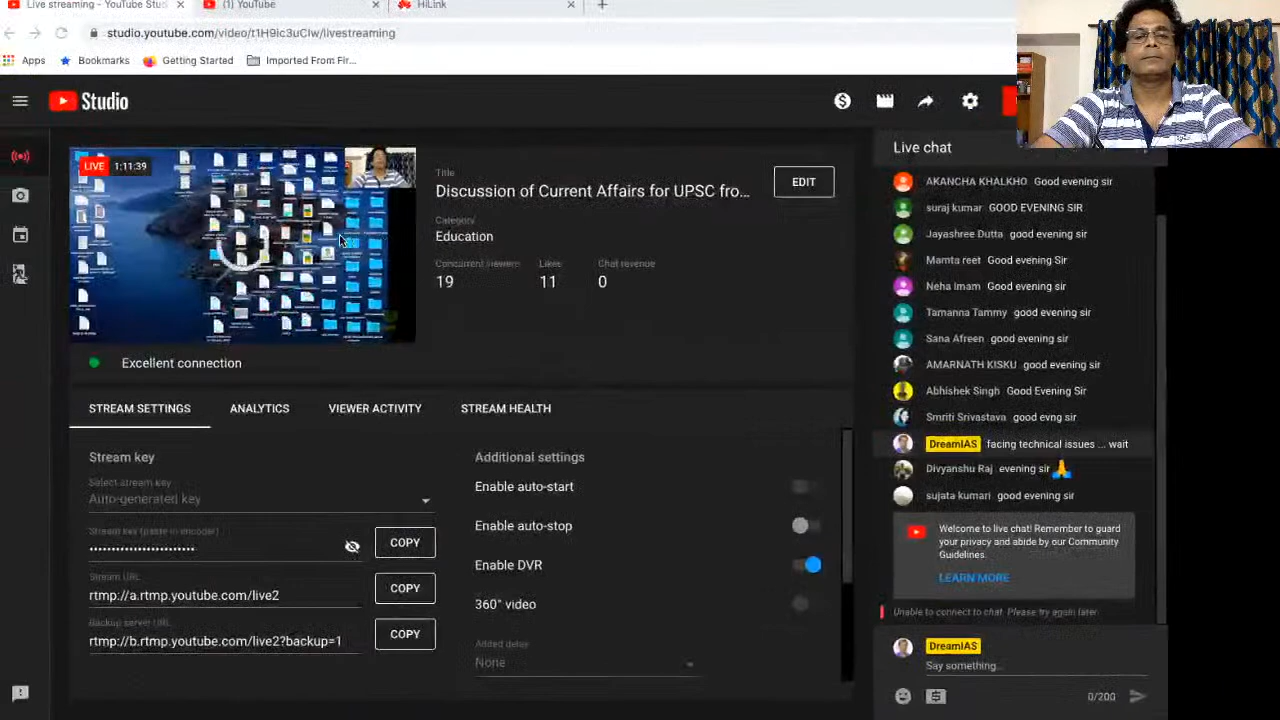 Live streaming - YouTube Stud
(1) YouTube
HiLink
studio.youtube.com/video/t1H9ic3uCiw/livestreaming
Apps
Bookmarks
Getting Started
Imported From Fir...
Studio
LIVE 1:11:39
Title
Discussion of Current Affairs for UPSC fro...
EDIT
Category
Education
Concurrent viewers
Likes
Chat revenue
19
11
0
Excellent connection
STREAM SETTINGS
ANALYTICS
VIEWER ACTIVITY
STREAM HEALTH
Stream key
Select stream key
Auto-generated key
Stream key (paste in encoder)
COPY
Stream URL
rtmp://a.rtmp.youtube.com/live2
COPY
Backup server URL
rtmp://b.rtmp.youtube.com/live2?backup=1
COPY
Additional settings
Enable auto-start
Enable auto-stop
Enable DVR
360° video
Added delay
None
Live chat
AKANCHA KHALKHO Good evening sir
suraj kumar GOOD EVENING SIR
Jayashree Dutta good evening sir
Mamta reet Good evening sir
Neha Imam Good evening sir
Tamanna Tammy good evening sir
Sana Afreen good evening sir
AMARNATH KISKU good evening sir
Abhishek Singh Good Evening Sir
Smriti Srivastava good evng sir
DreamIAS facing technical issues ... wait
Divyanshu Raj evening sir🙏
sujata kumari good evening sir
Welcome to live chat! Remember to guard
your privacy and abide by our Community
Guidelines.
LEARN MORE
Unable to connect to chat. Please try again later.
DreamIAS
Say something...
0/200